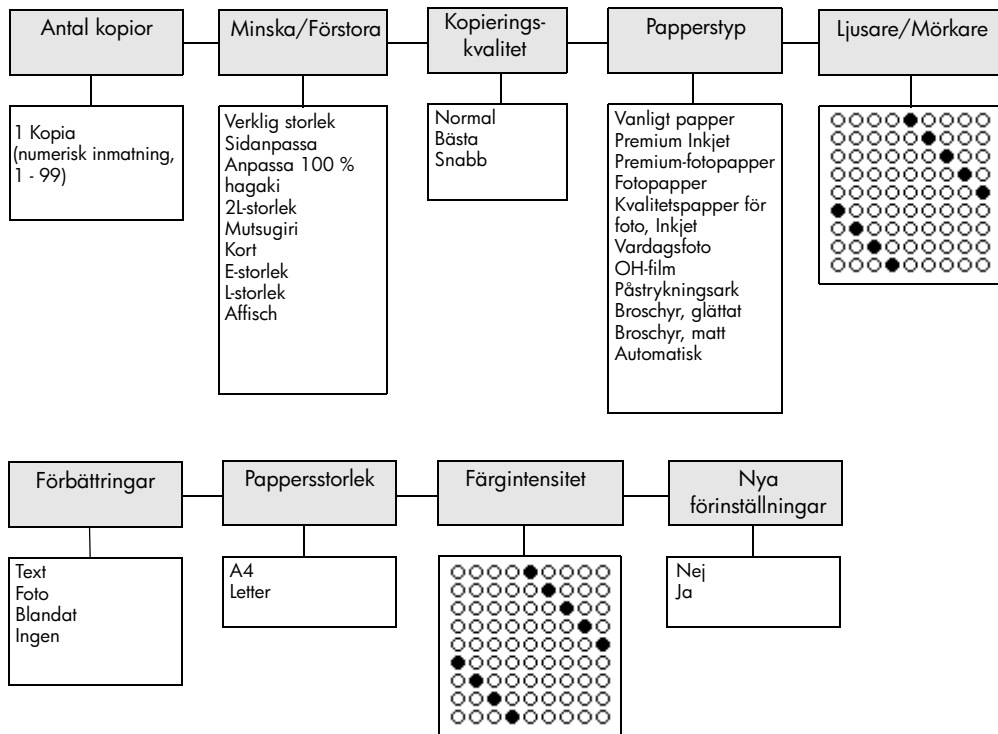 Antal kopior
Minska/Förstora
Kopierings-
kvalitet
Papperstyp
Ljusare/Mörkare
1 Kopia
(numerisk inmatning,
1 - 99)
Verklig storlek
Sidanpassa
Anpassa 100 %
hagaki
2L-storlek
Mutsugiri
Kort
E-storlek
L-storlek
Affisch
Normal
Bästa
Snabb
Vanligt papper
Premium Inkjet
Premium-fotopapper
Fotopapper
Kvalitetspapper för
foto, Inkjet
Vardagsfoto
OH-film
Påstrykningsark
Broschyr, glättat
Broschyr, matt
Automatisk
Förbättringar
Pappersstorlek
Färgintensitet
Nya
förinställningar
Text
Foto
Blandat
Ingen
A4
Letter
Nej
Ja